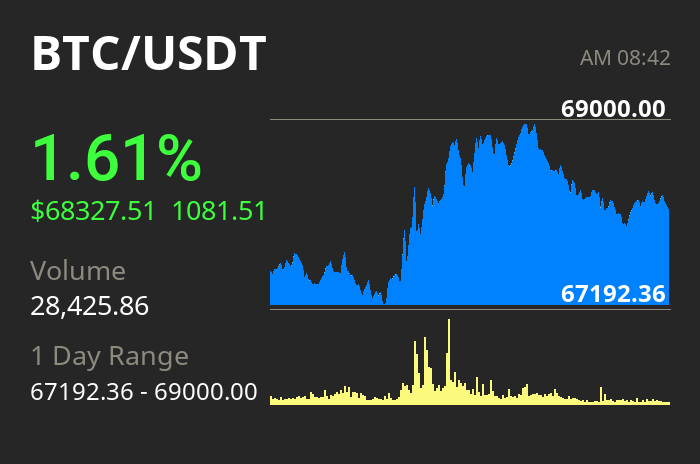 BTC/USDT
AM 08:42
69000.00
1.61%
$68327.51 1081.51
Volume
28,425.86
67192.36
1 Day Range
67192.36 - 69000.00